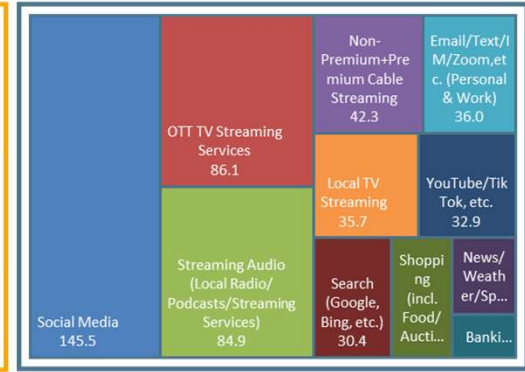 Social Media
145.5
OTT TV Streaming
Services
86.1
Streaming Audio
(Local Radio/
Podcasts/Streaming
Services)
84.9
Non-
Premium+Pre
mium Cable
Streaming
42.3
Email/Text/I
M/Zoom,et
c. (Personal
& Work)
36.0
Local TV
Streaming
35.7
YouTube/Tik
Tok, etc.
32.9
Search
(Google,
Bing, etc.)
30.4
Shoppi
ng
(incl.
Food/
Aucti...
News/
Weath
er/Sp...
Banki...